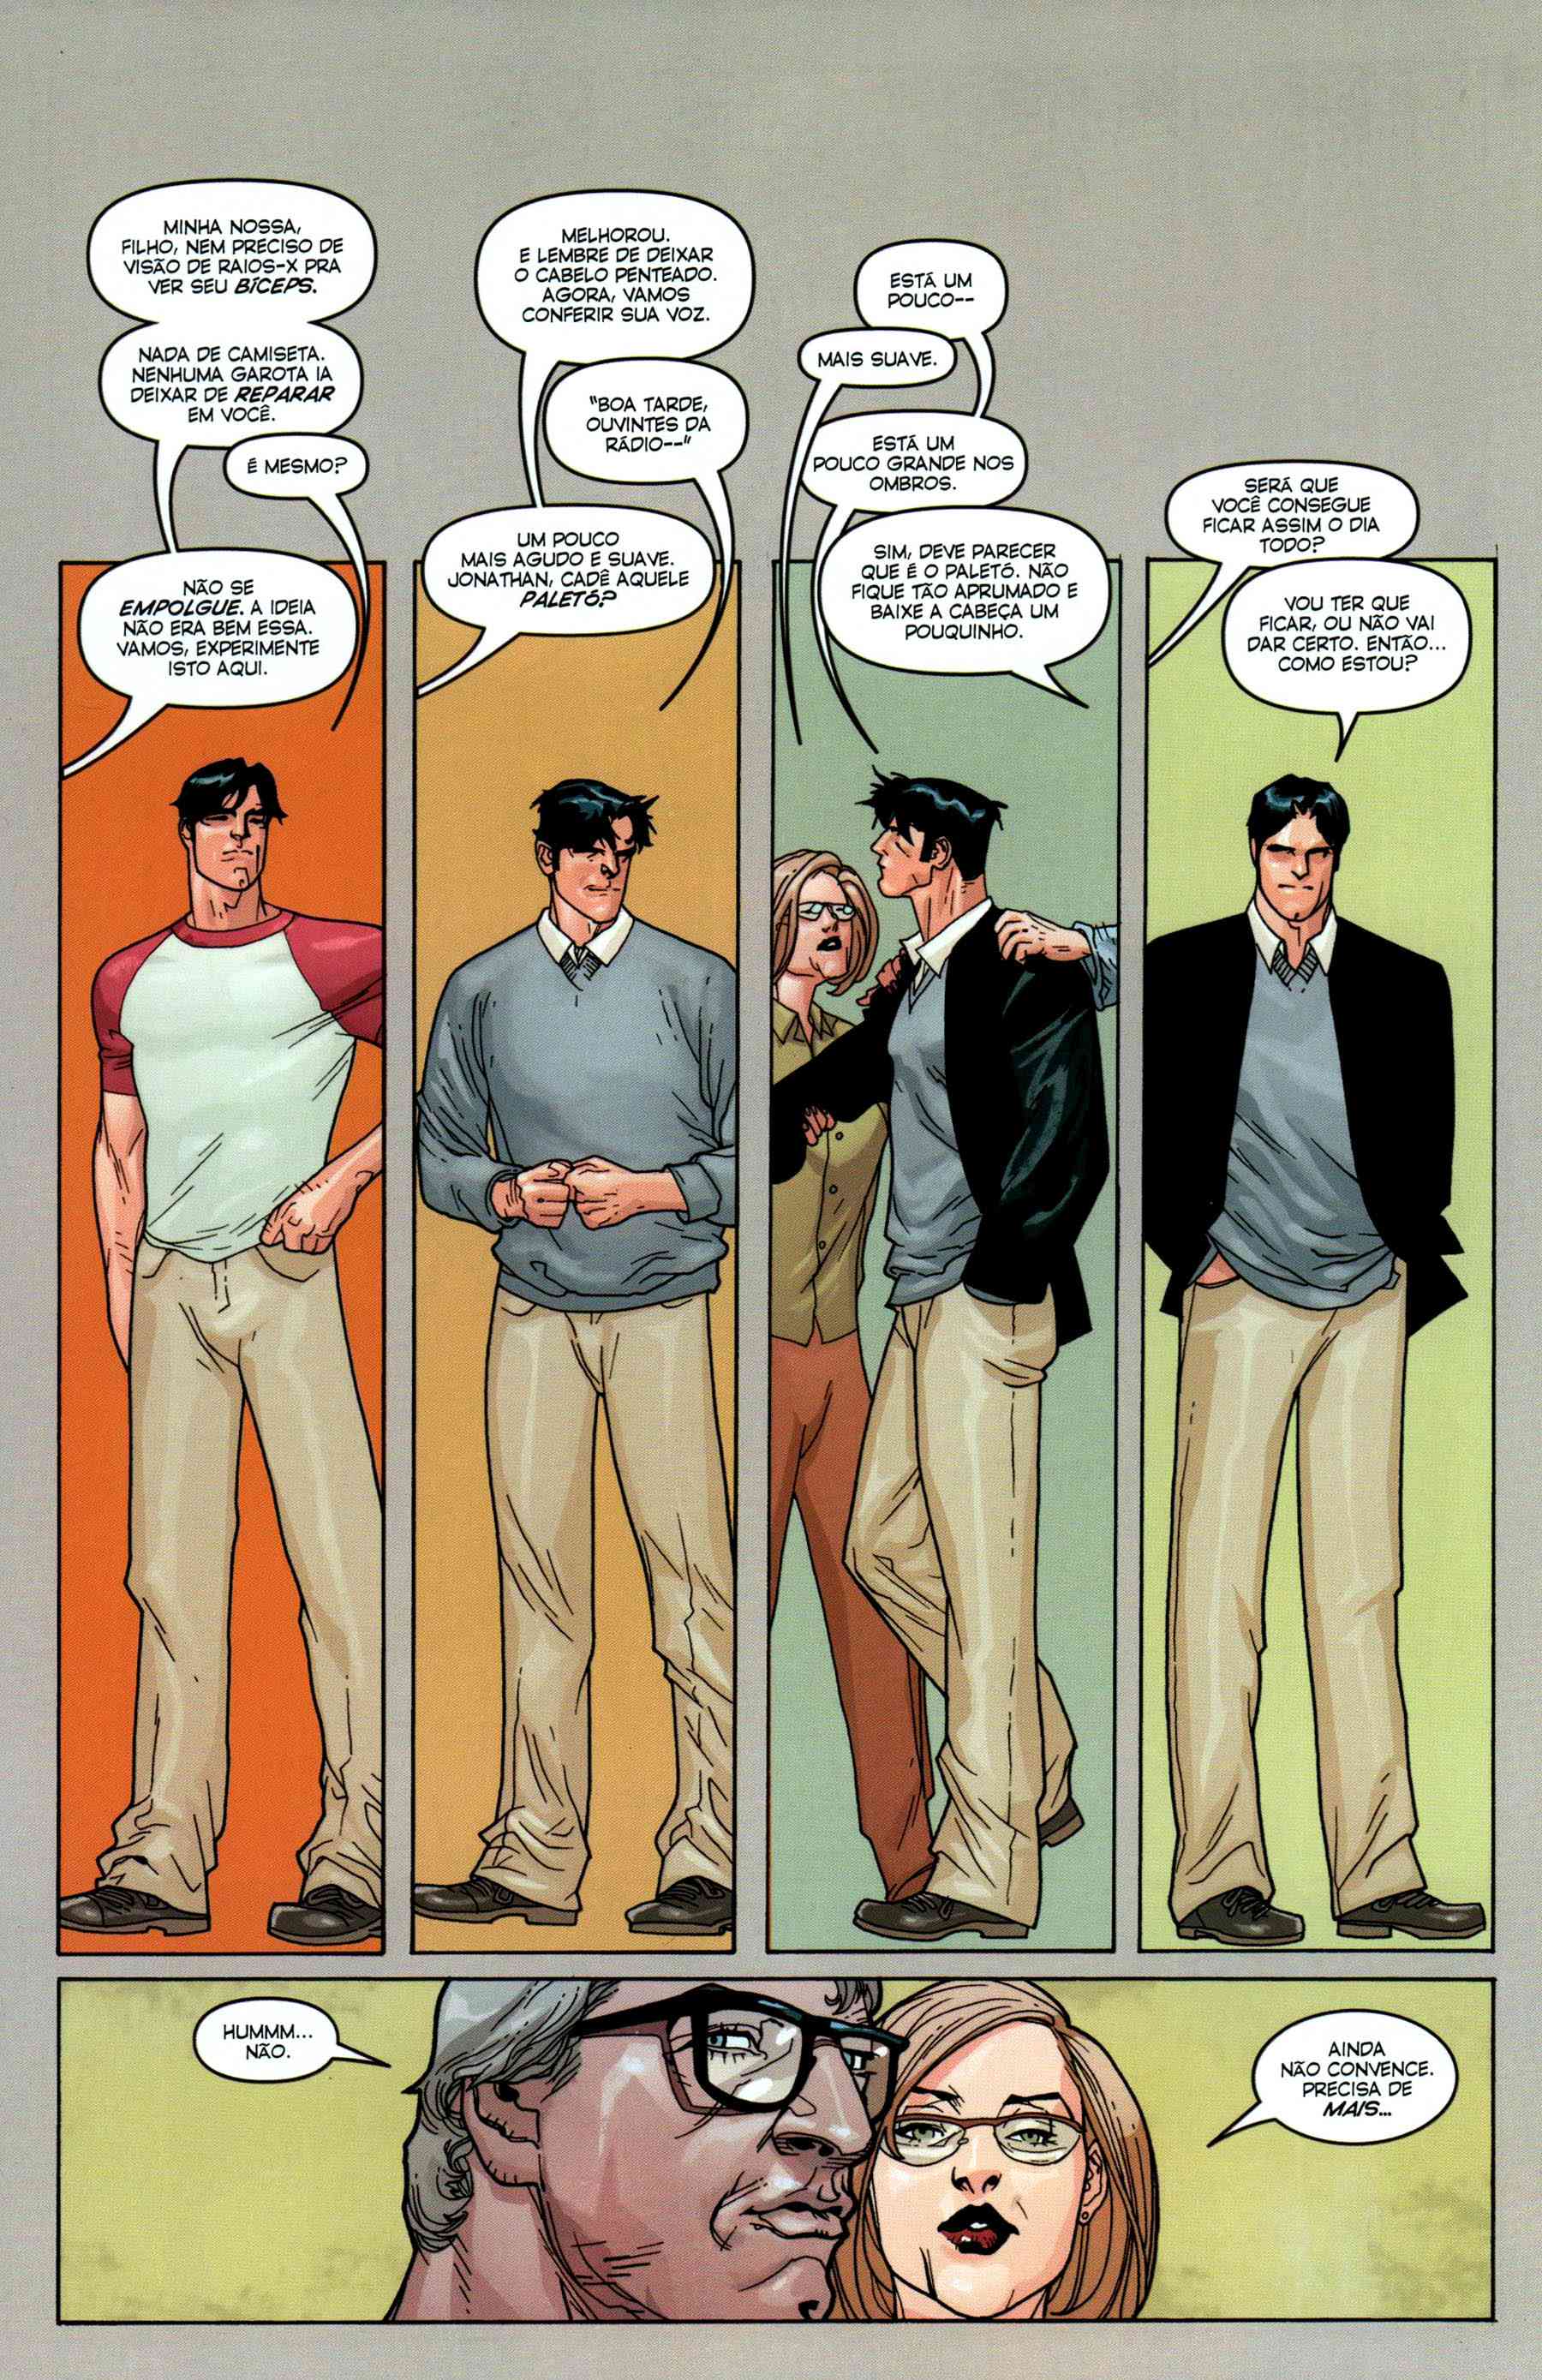 MINHA NOSSA,
FILHO, NEM PRECISO DE
VISÃO DE RAIOS-X PRA
VER SEU BÍCEPS.
NADA DE CAMISETA.
NENHUMA GAROTA IA
DEIXAR DE REPARAR
EM VOCÊ.
É MESMO?
NÃO SE
EMPOLGUE. A IDEIA
NÃO ERA BEM ESSA.
VAMOS, EXPERIMENTE
ISTO AQUI.
MELHOROU.
E LEMBRE DE DEIXAR
O CABELO PENTEADO.
AGORA, VAMOS
CONFERIR SUA VOZ.
"BOA TARDE,
OUVINTES DA
RÁDIO--"
UM POUCO
MAIS AGUDO E SUAVE.
JONATHAN, CADÊ AQUELE
PALETÓ?
ESTÁ UM
POUCO--
MAIS SUAVE.
ESTÁ UM
POUCO GRANDE NOS
OMBROS.
SIM, DEVE PARECER
QUE É O PALETÓ. NÃO
FIQUE TÃO APRUMADO E
BAIXE A CABEÇA UM
POUQUINHO.
SERÁ QUE
VOCÊ CONSEGUE
FICAR ASSIM O DIA
TODO?
VOU TER QUE
FICAR, OU NÃO VAI
DAR CERTO. ENTÃO...
COMO ESTOU?
HUMMM...
NÃO.
AINDA
NÃO CONVENCE.
PRECISA DE
MAIS...